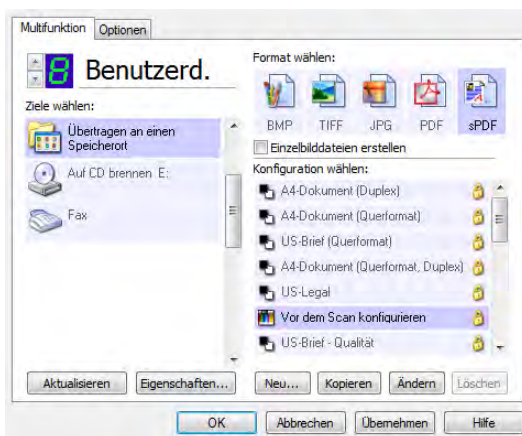 Multifunktion
Optionen
8
Benutzerd.
Ziele wählen:
Übertragen an einen
Speicherort
Auf CD brennen E:
Fax
Aktualisieren
Eigenschaften...
Format wählen:
BMP
TIFF
JPG
PDF
sPDF
Einzelbilddateien erstellen
Konfiguration wählen:
A4-Dokument (Duplex)
A4-Dokument (Querformat)
US-Brief (Querformat)
A4-Dokument (Querformat, Duplex)
US-Legal
Vor dem Scan konfigurieren
US-Brief - Qualität
Neu...
Kopieren
Ändern
Löschen
OK
Abbrechen
Übernehmen
Hilfe